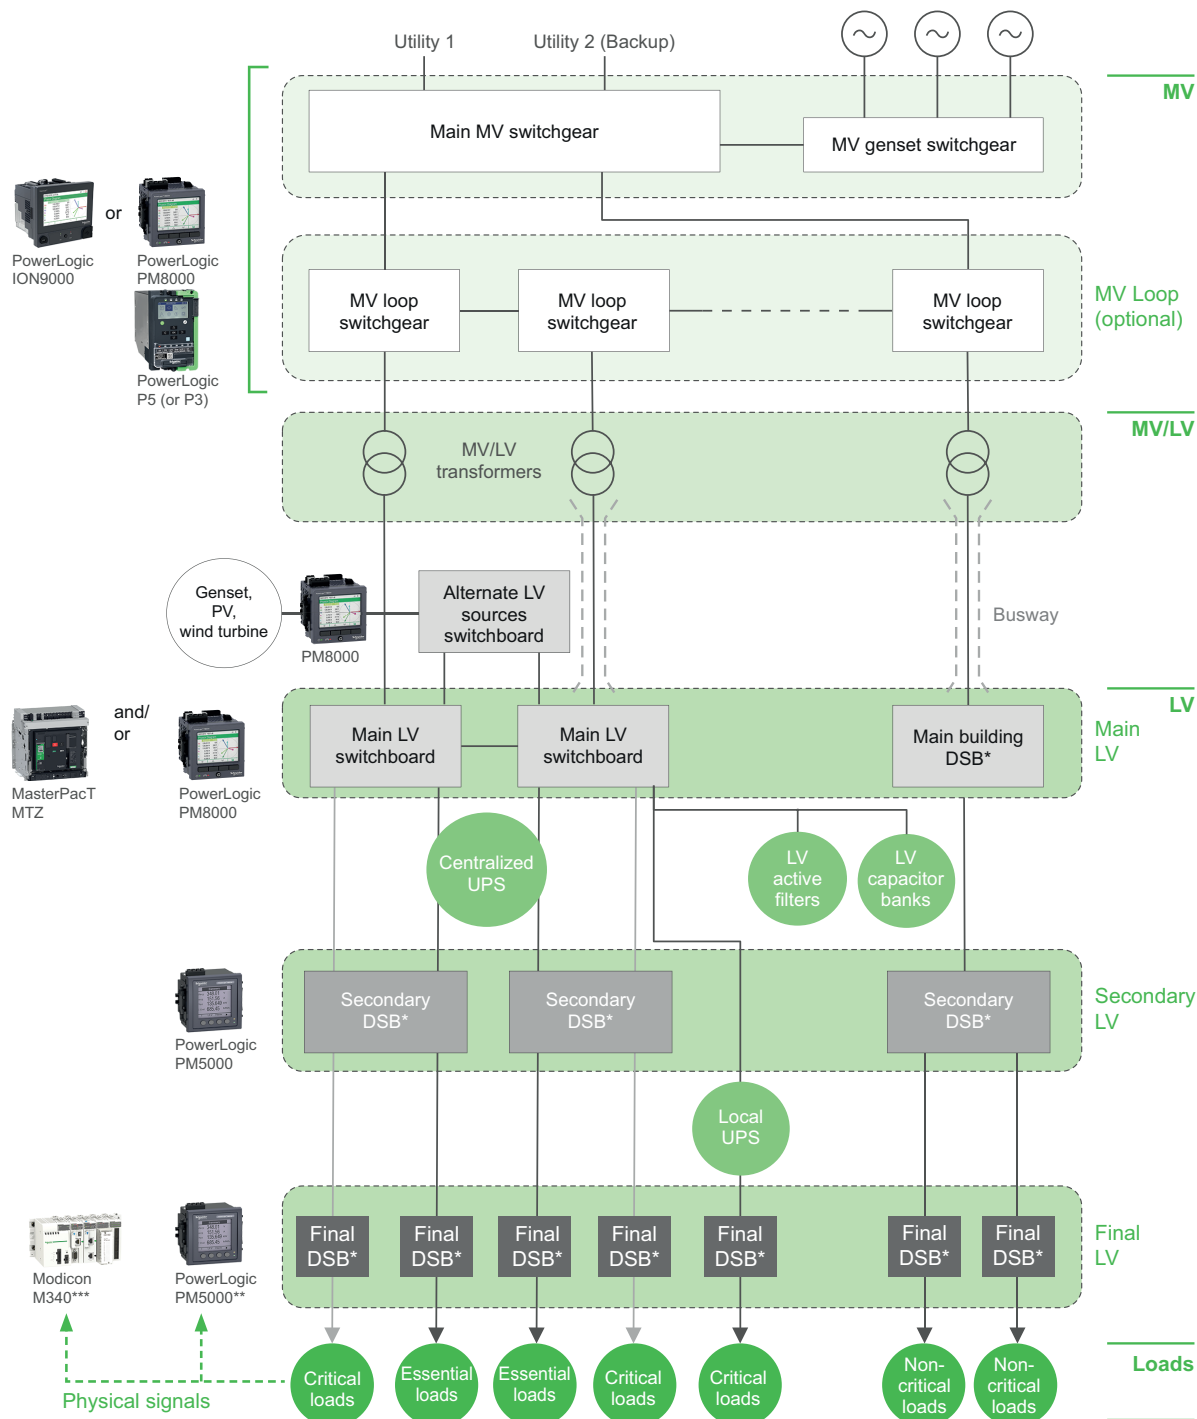 Utility 1
Utility 2 (Backup)
MV
Main MV switchgear
MV genset switchgear
or
PowerLogic
ION9000
PowerLogic
PM8000
PowerLogic
P5 (or P3)
MV loop
switchgear
MV loop
switchgear
MV loop
switchgear
MV Loop
(optional)
MV/LV
MV/LV
transformers
Genset,
PV,
wind turbine
PM8000
Alternate LV
sources
switchboard
Busway
LV
MasterPacT
MTZ
and/
or
PowerLogic
PM8000
Main LV
switchboard
Main LV
switchboard
Main building
DSB*
Main
LV
Centralized
UPS
LV
active
filters
LV
capacitor
banks
PowerLogic
PM5000
Secondary
DSB*
Secondary
DSB*
Secondary
DSB*
Secondary
LV
Local
UPS
Modicon
M340***
PowerLogic
PM5000**
Final
DSB*
Final
DSB*
Final
DSB*
Final
DSB*
Final
DSB*
Final
DSB*
Final
DSB*
Final
LV
Physical signals
Critical
loads
Essential
loads
Essential
loads
Critical
loads
Critical
loads
Non-
critical
loads
Non-
critical
loads
Loads